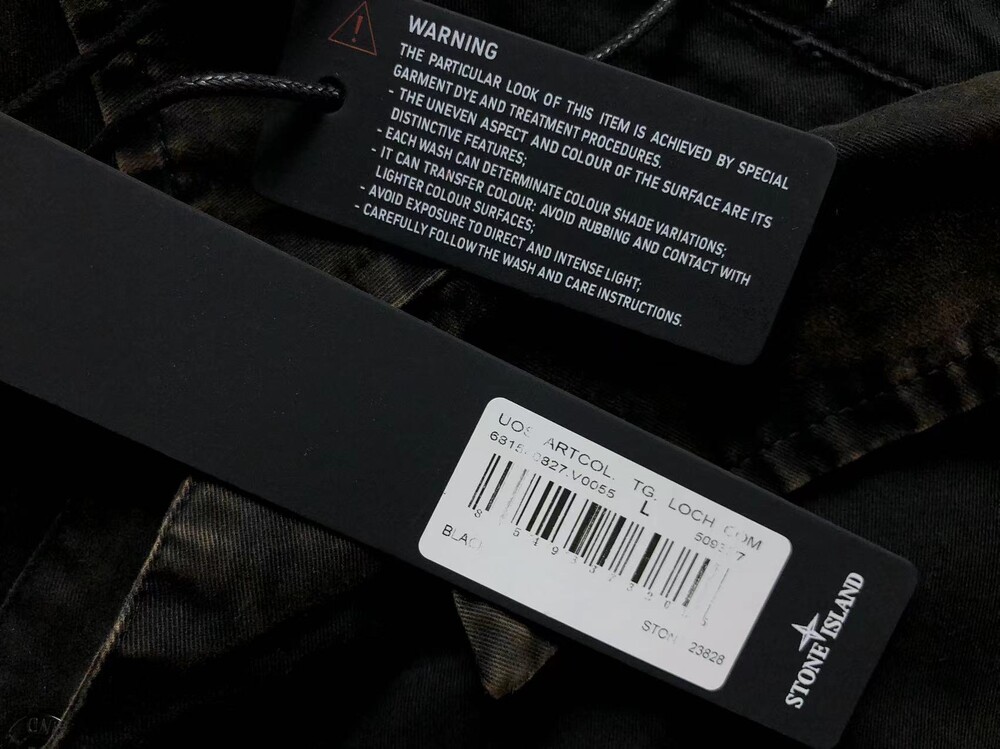 WARNING
THE PARTICULAR LOOK OF THIS ITEM IS ACHIEVED BY SPECIAL
GARMENT DYE AND TREATMENT PROCEDURES.
- THE UNEVEN ASPECT AND COLOUR OF THE SURFACE ARE ITS
DISTINCTIVE FEATURES;
- EACH WASH CAN DETERMINATE COLOUR SHADE VARIATIONS;
- IT CAN TRANSFER COLOUR: AVOID RUBBING AND CONTACT WITH
LIGHTER COLOUR SURFACES;
- AVOID EXPOSURE TO DIRECT AND INTENSE LIGHT;
- CAREFULLY FOLLOW THE WASH AND CARE INSTRUCTIONS.
ARTCOL. TG. LOCH COM
L
23828
STONE ISLAND